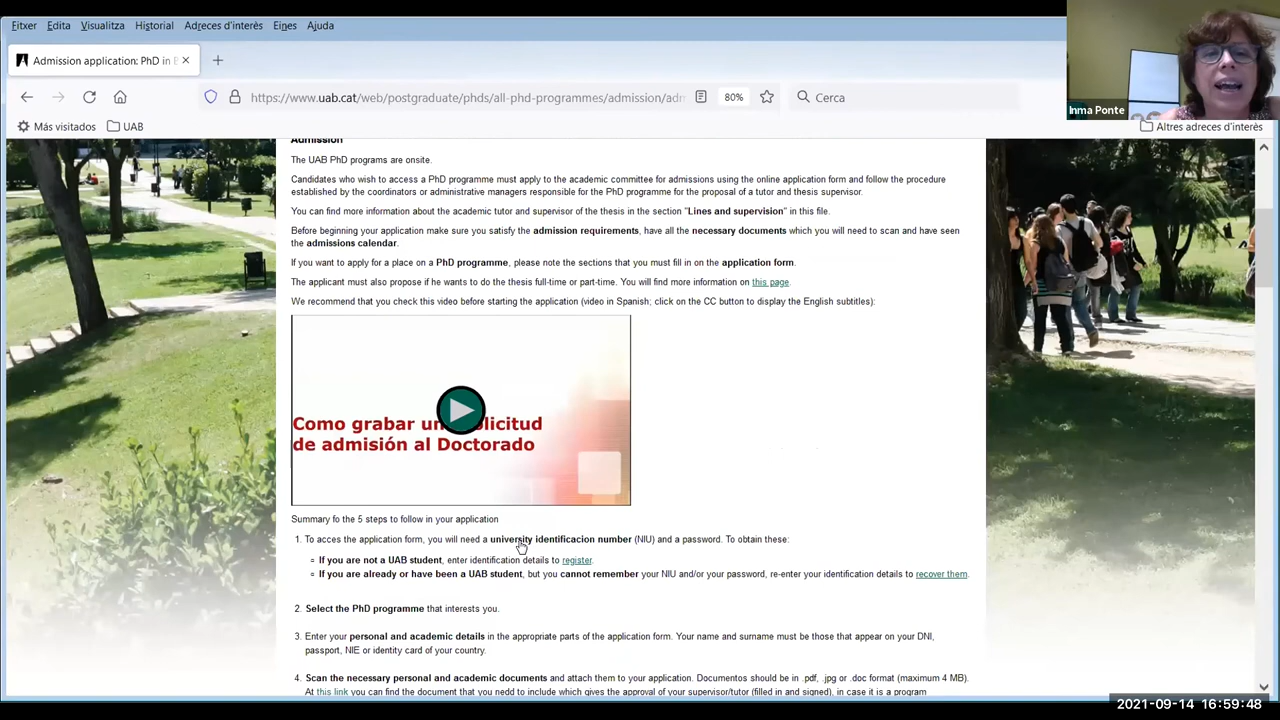 Fitxer Edita Visualitza Historial Adreces d'interès Eines Ajuda
Admission application: PhD in
https://www.uab.cat/web/postgraduate/phds/all-phd-programmes/admission/adm
80%
Cerca
Inma Ponte
Más visitados UAB
Altres adreces d'interès
Admission
The UAB PhD programs are onsite.
Candidates who wish to access a PhD programme must apply to the academic committee for admissions using the online application form and follow the procedure
established by the coordinators or administrative managers responsible for the PhD programme for the proposal of a tutor and thesis supervisor.
You can find more information about the academic tutor and supervisor of the thesis in the section "Lines and supervision" in this file.
Before beginning your application make sure you satisfy the admission requirements, have all the necessary documents which you will need to scan and have seen
the admissions calendar.
If you want to apply for a place on a PhD programme, please note the sections that you must fill in on the application form.
The applicant must also propose if he wants to do the thesis full-time or part-time. You will find more information on this page.
We recommend that you check this video before starting the application (video in Spanish; click on the CC button to display the English subtitles):
Como grabar un solicitud
de admisión al Doctorado
Summary fo the 5 steps to follow in your application
1. To acces the application form, you will need a university identificacion number (NIU) and a password. To obtain these:
If you are not a UAB student, enter identification details to register.
If you are already or have been a UAB student, but you cannot remember your NIU and/or your password, re-enter your identification details to recover them.
2. Select the PhD programme that interests you.
3. Enter your personal and academic details in the appropriate parts of the application form. Your name and surname must be those that appear on your DNI,
passport, NIE or identity card of your country.
4. Scan the necessary personal and academic documents and attach them to your application. Documentos should be in .pdf, .jpg or .doc format (maximum 4 MB).
At this link you can find the document that you nedd to include which gives the approval of your supervisor/tutor (filled in and signed), in case it is a program
2021-09-14 16:59:48